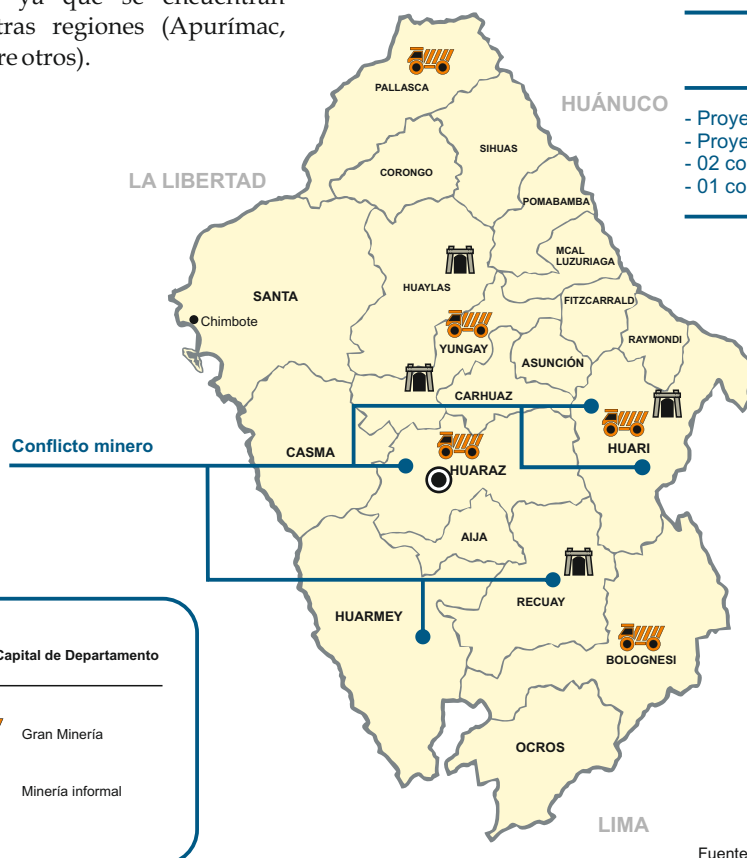 ya que se encuentran
tras regiones (Apurímac,
re otros).
- Proye
- Proye
- 02 co
- 01 co
HUÁNUCO
LA LIBERTAD
PALLASCA
SIHUAS
CORONGO
POMABAMBA
MCAL
LUZURIAGA
HUAYLAS
FITZCARRALD
SANTA
Chimbote
YUNGAY
RAYMONDI
ASUNCIÓN
CARHUAZ
Conflicto minero
CASMA
HUARI
HUARAZ
AIJA
RECUAY
HUARMEY
BOLOGNESI
OCROS
LIMA
Capital de Departamento
Gran Minería
Minería informal
Fuente